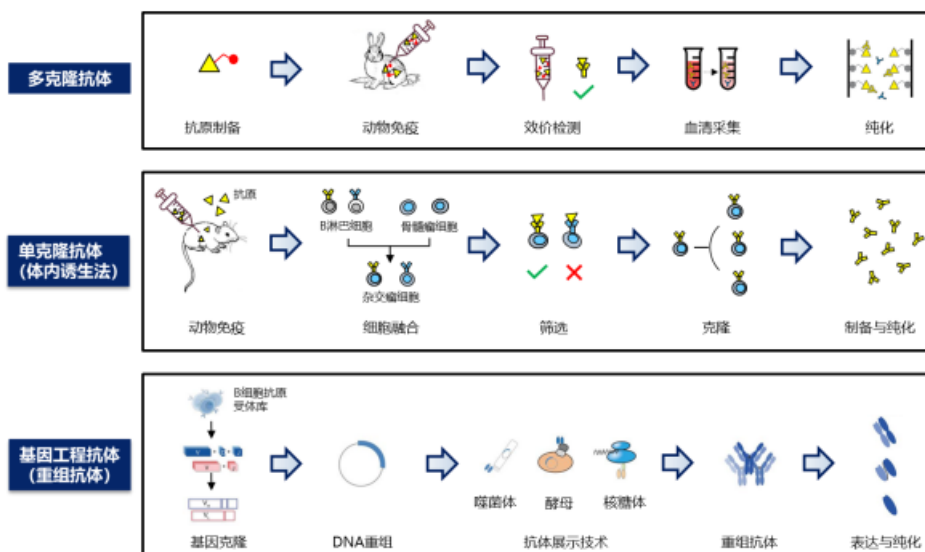 多克隆抗体
抗原制备
动物免疫
效价检测
血清采集
纯化
单克隆抗体
(体内诱生法)
抗原
B淋巴细胞
骨髓瘤细胞
杂交瘤细胞
动物免疫
细胞融合
筛选
克隆
制备与纯化
基因工程抗体
(重组抗体)
B细胞抗原
受体库
噬菌体
酵母
核糖体
基因克隆
DNA重组
抗体展示技术
重组抗体
表达与纯化